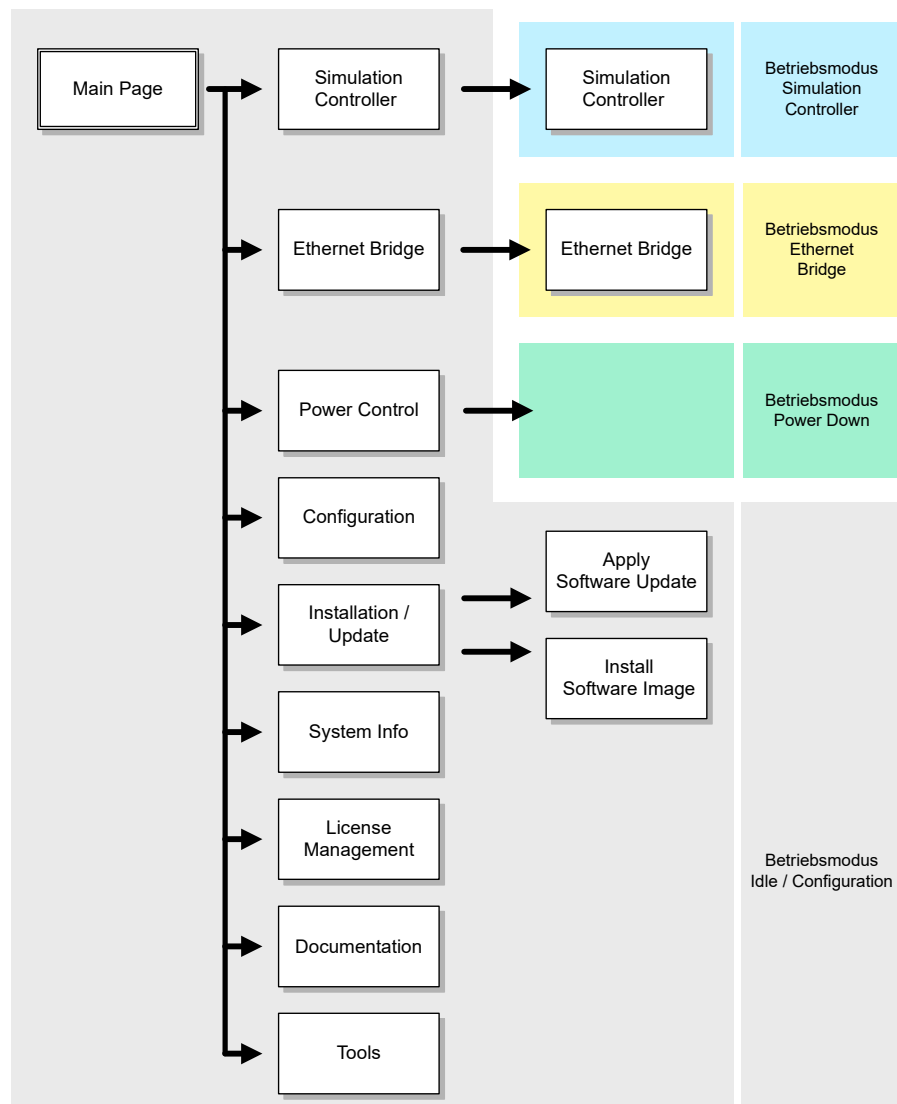 Main Page
Simulation
Controller
Simulation
Controller
Betriebsmodus
Simulation
Controller
Ethernet Bridge
Ethernet Bridge
Betriebsmodus
Ethernet
Bridge
Power Control
Betriebsmodus
Power Down
Configuration
Apply
Software Update
Installation /
Update
Install
Software Image
System Info
License
Management
Betriebsmodus
Idle / Configuration
Documentation
Tools